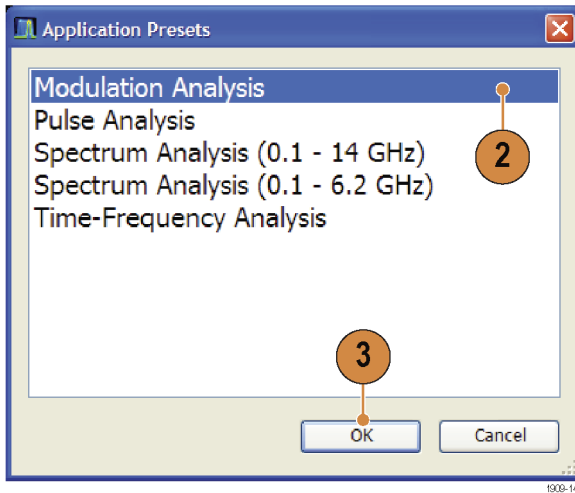 Application Presets
Modulation Analysis
Pulse Analysis
Spectrum Analysis (0.1 - 14 GHz)
Spectrum Analysis (0.1 - 6.2 GHz)
Time-Frequency Analysis
2
3
OK Cancel